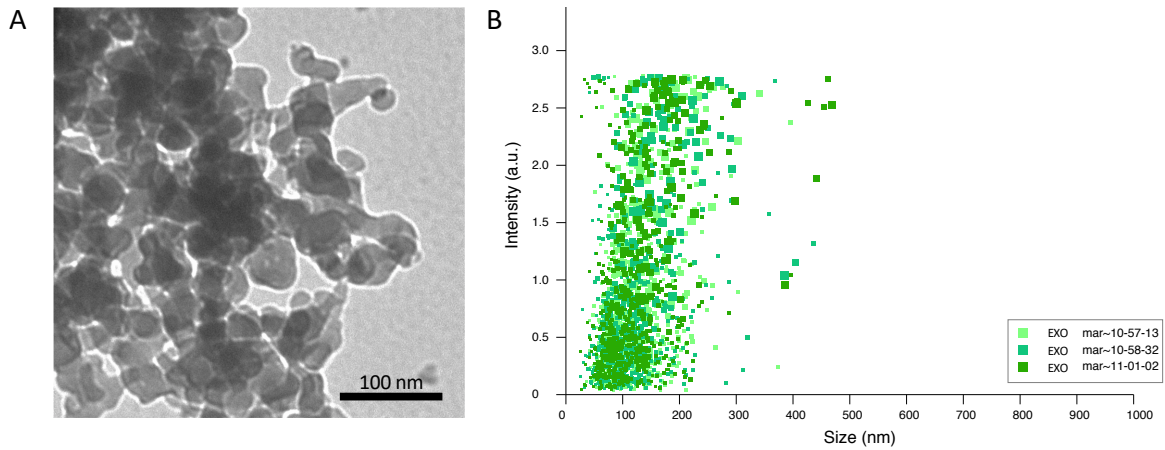 A
B
100 nm
Intensity (a.u.)
3.0
2.5
2.0
1.5
1.0
0.5
0
0 100 200 300 400 500 600 700 800 900 1000
Size (nm)
EXO mar~10-57-13
EXO mar~10-58-32
EXO mar~11-01-02